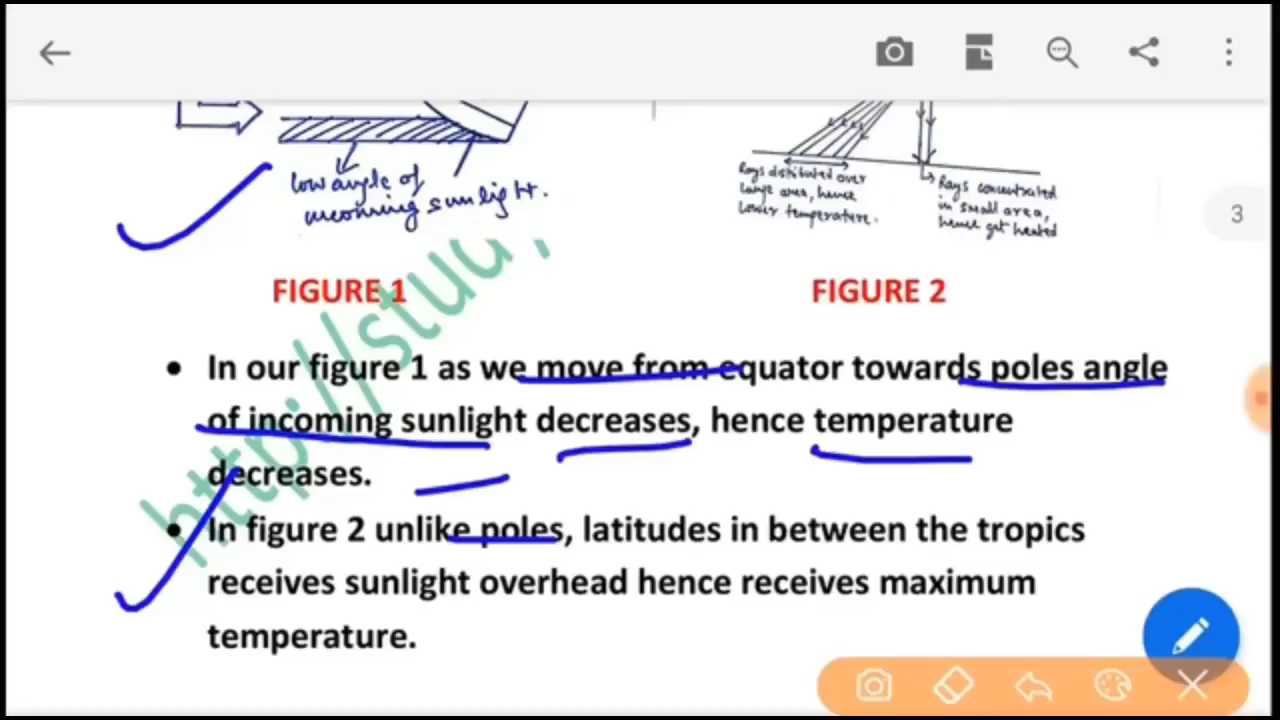 low angle of
incoming sunlight.
Rays distibuted over
large area, hence
lower temperature.
Rays concentrated
in small area,
hence get heated
3
FIGURE 1
FIGURE 2
http://stud
• In our figure 1 as we move from equator towards poles angle
of incoming sunlight decreases, hence temperature
decreases.
• In figure 2 unlike poles, latitudes in between the tropics
receives sunlight overhead hence receives maximum
temperature.